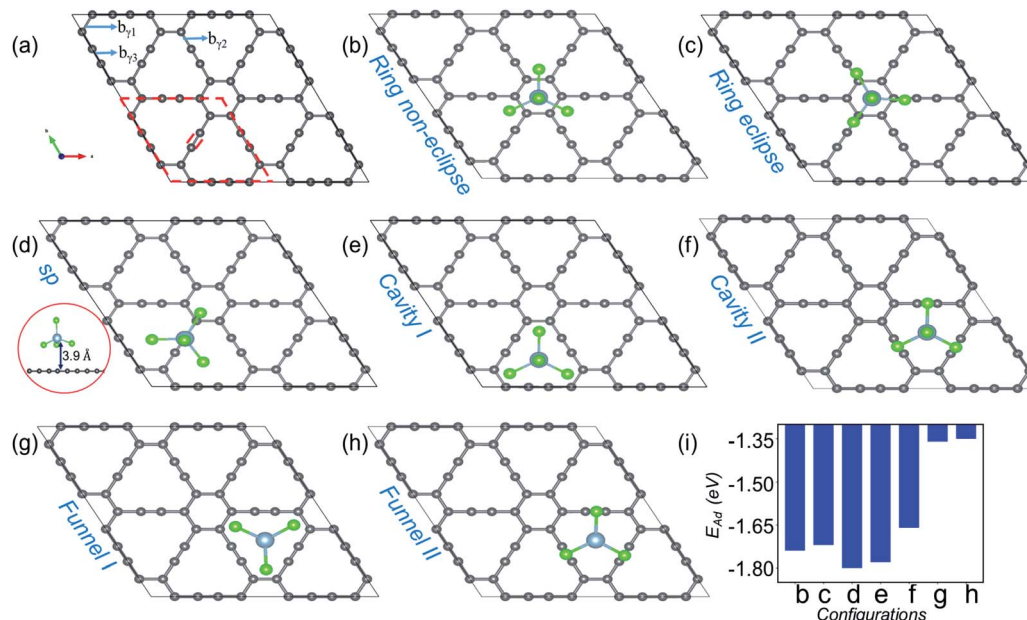 (a)
bγ1
bγ2
bγ3
(b)
Ring non-eclipse
(c)
Ring eclipse
(d)
sp
3.9 Å
(e)
Cavity I
(f)
Cavity II
(g)
Funnel I
(h)
Funnel II
(i)
E_Ad (eV)
-1.35
-1.50
-1.65
-1.80
b c d e f g h
Configurations